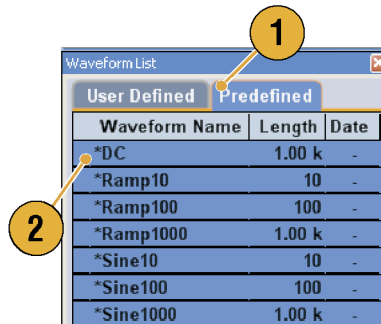 1
Waveform List
User Defined Predefined
Waveform Name Length Date
*DC 1.00 k -
*Ramp10 10 -
*Ramp100 100 -
2
*Ramp1000 1.00 k -
*Sine10 10 -
*Sine100 100 -
*Sine1000 1.00 k -